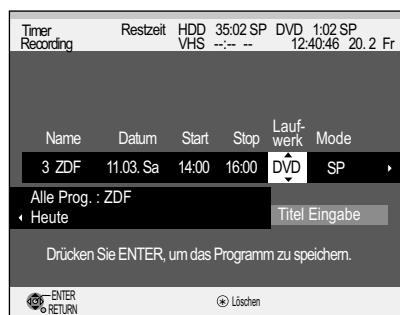 Timer Recording Restzeit HDD 35:02 SP DVD 1:02 SP
VHS --:-- -- 12:40:46 20. 2 Fr
Name Datum Start Stop Lauf-werk Mode
3 ZDF 11.03. Sa 14:00 16:00 DVD SP
Alle Prog. : ZDF
Heute
Titel Eingabe
Drücken Sie ENTER, um das Programm zu speichern.
ENTER
RETURN
Löschen